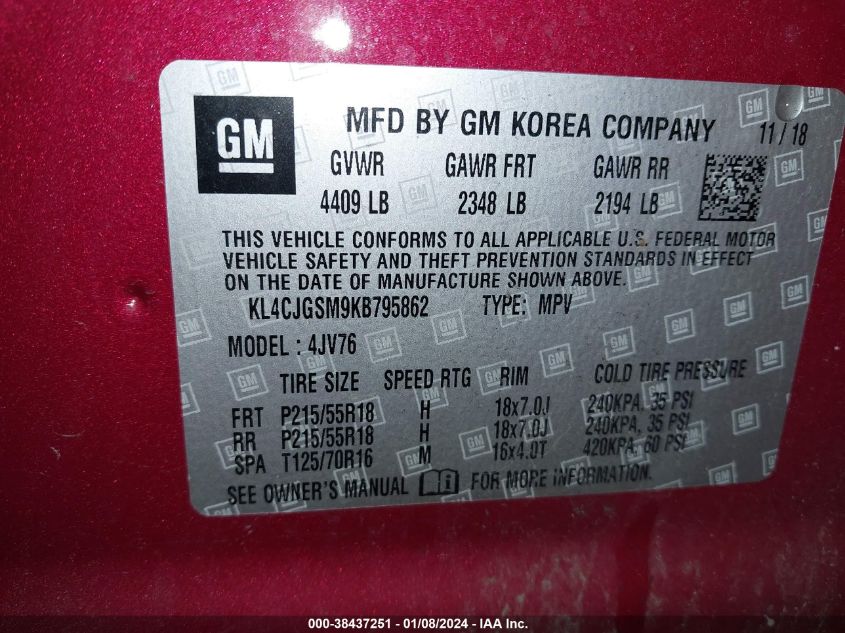 GM MFD BY GM KOREA COMPANY 11/18
GVWR GAWR FRT GAWR RR
4409 LB 2348 LB 2194 LB
THIS VEHICLE CONFORMS TO ALL APPLICABLE U.S. FEDERAL MOTOR
VEHICLE SAFETY AND THEFT PREVENTION STANDARDS IN EFFECT
ON THE DATE OF MANUFACTURE SHOWN ABOVE.
KL4CJGSM9KB795862 TYPE: MPV
MODEL : 4JV76
TIRE SIZE SPEED RTG RIM COLD TIRE PRESSURE
FRT P215/55R18 H 18x7.0J 240KPA, 35 PSI
RR P215/55R18 H 18x7.0J 240KPA, 35 PSI
SPA T125/70R16 M 16x4.0T 420KPA, 60 PSI
SEE OWNER'S MANUAL FOR MORE INFORMATION.
000-38437251 - 01/08/2024 - IAA Inc.